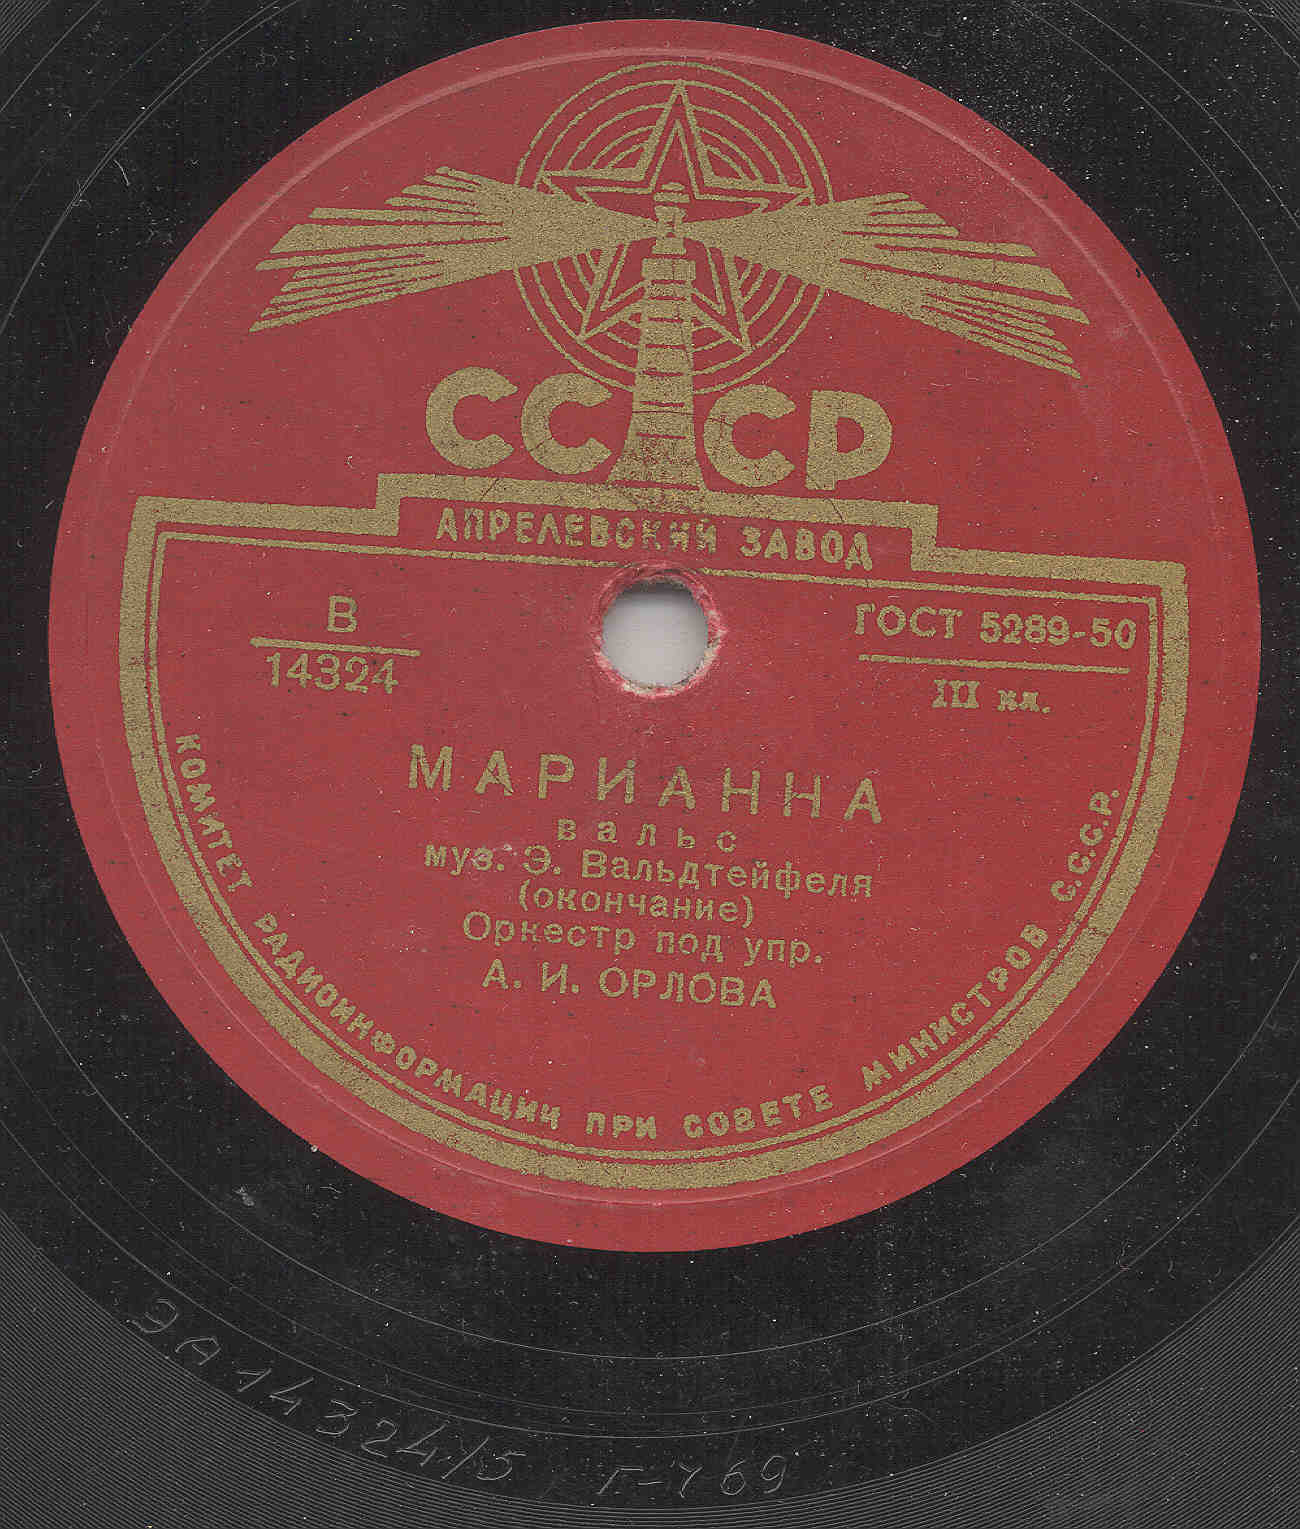 СССР
АПРЕЛЕВСКИЙ ЗАВОД
В
14324
ГОСТ 5289-50
III кл.
МАРИАННА
вальс
муз. Э. Вальдтейфеля
(окончание)
Оркестр под упр.
А. И. ОРЛОВА
КОМИТЕТ РАДИОИНФОРМАЦИИ ПРИ СОВЕТЕ МИНИСТРОВ С.С.С.Р.
ЭА 14324/5 Г-769